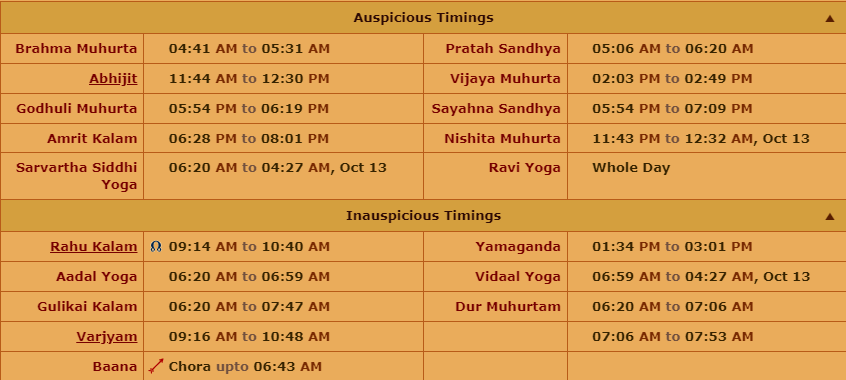 Auspicious Timings
Brahma Muhurta 04:41 AM to 05:31 AM Pratah Sandhya 05:06 AM to 06:20 AM
Abhijit 11:44 AM to 12:30 PM Vijaya Muhurta 02:03 PM to 02:49 PM
Godhuli Muhurta 05:54 PM to 06:19 PM Sayahna Sandhya 05:54 PM to 07:09 PM
Amrit Kalam 06:28 PM to 08:01 PM Nishita Muhurta 11:43 PM to 12:32 AM, Oct 13
Sarvartha Siddhi 06:20 AM to 04:27 AM, Oct 13 Ravi Yoga Whole Day
Yoga
Inauspicious Timings
Rahu Kalam 09:14 AM to 10:40 AM Yamaganda 01:34 PM to 03:01 PM
Aadal Yoga 06:20 AM to 06:59 AM Vidaal Yoga 06:59 AM to 04:27 AM, Oct 13
Gulikai Kalam 06:20 AM to 07:47 AM Dur Muhurtam 06:20 AM to 07:06 AM
Varjyam 09:16 AM to 10:48 AM 07:06 AM to 07:53 AM
Baana Chora upto 06:43 AM